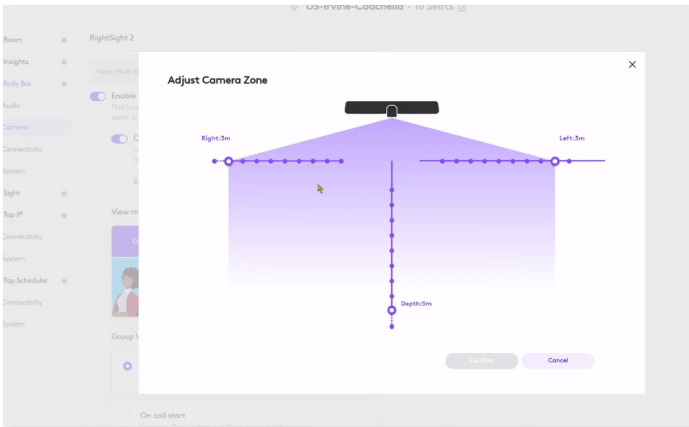 US-Irvine-Coachella • 10 Seats
Room
RightSight 2
Insights
Rally Bar
Enable
Audio
Camera
Connectivity
System
Sight
Tap IP
View m
Connectivity
System
Tap Scheduler
Connectivity
System
Group V
On call start
Adjust Camera Zone
Right:3m
Left:3m
Depth:5m
Confirm
Cancel